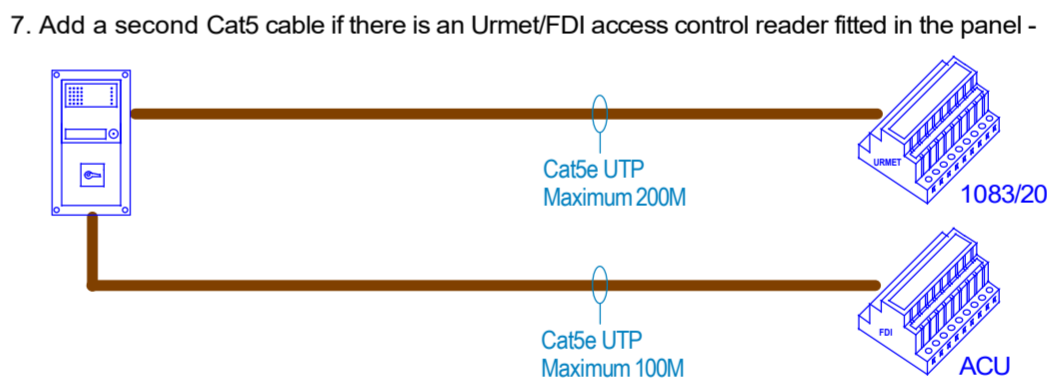 7. Add a second Cat5 cable if there is an Urmet/FDI access control reader fitted in the panel -
Cat5e UTP
Maximum 200M
URMET
1083/20
Cat5e UTP
Maximum 100M
FDI
ACU